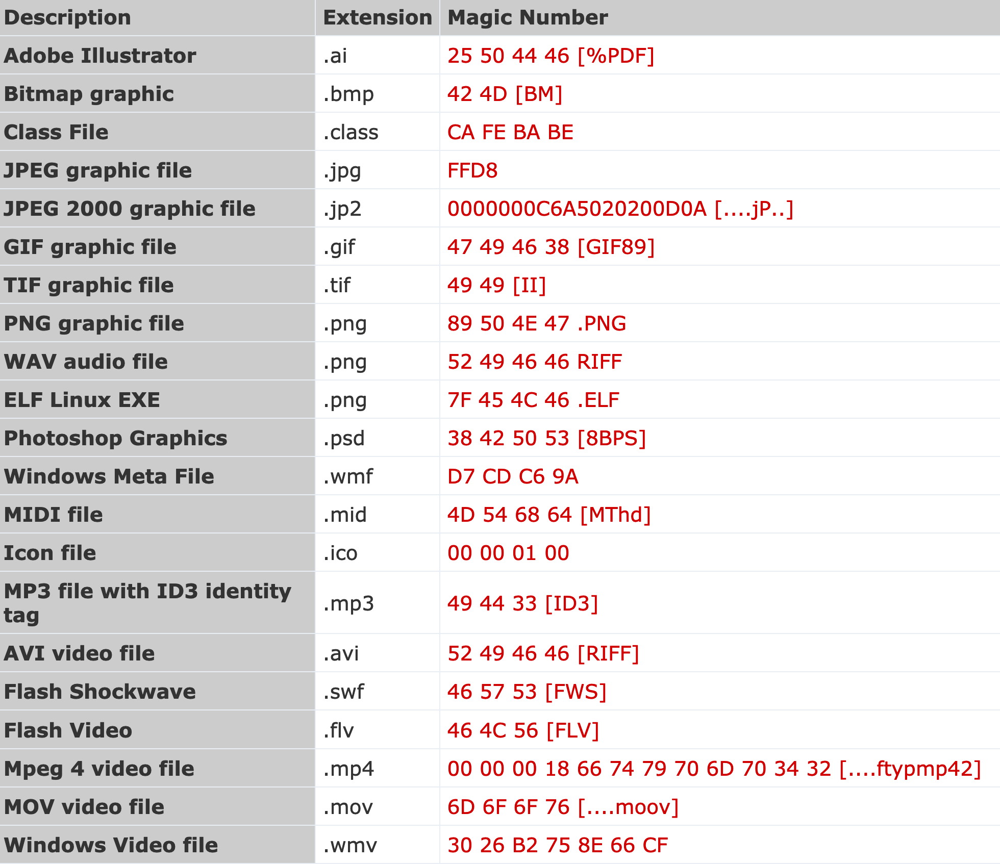 Description Extension Magic Number
Adobe Illustrator .ai 25 50 44 46 [%PDF]
Bitmap graphic .bmp 42 4D [BM]
Class File .class CA FE BA BE
JPEG graphic file .jpg FFD8
JPEG 2000 graphic file .jp2 0000000C6A5020200D0A [....jP..]
GIF graphic file .gif 47 49 46 38 [GIF89]
TIF graphic file .tif 49 49 [II]
PNG graphic file .png 89 50 4E 47 .PNG
WAV audio file .png 52 49 46 46 RIFF
ELF Linux EXE .png 7F 45 4C 46 .ELF
Photoshop Graphics .psd 38 42 50 53 [8BPS]
Windows Meta File .wmf D7 CD C6 9A
MIDI file .mid 4D 54 68 64 [MThd]
Icon file .ico 00 00 01 00
MP3 file with ID3 identity
tag .mp3 49 44 33 [ID3]
AVI video file .avi 52 49 46 46 [RIFF]
Flash Shockwave .swf 46 57 53 [FWS]
Flash Video .flv 46 4C 56 [FLV]
Mpeg 4 video file .mp4 00 00 00 18 66 74 79 70 6D 70 34 32 [....ftypmp42]
MOV video file .mov 6D 6F 6F 76 [....moov]
Windows Video file .wmv 30 26 B2 75 8E 66 CF